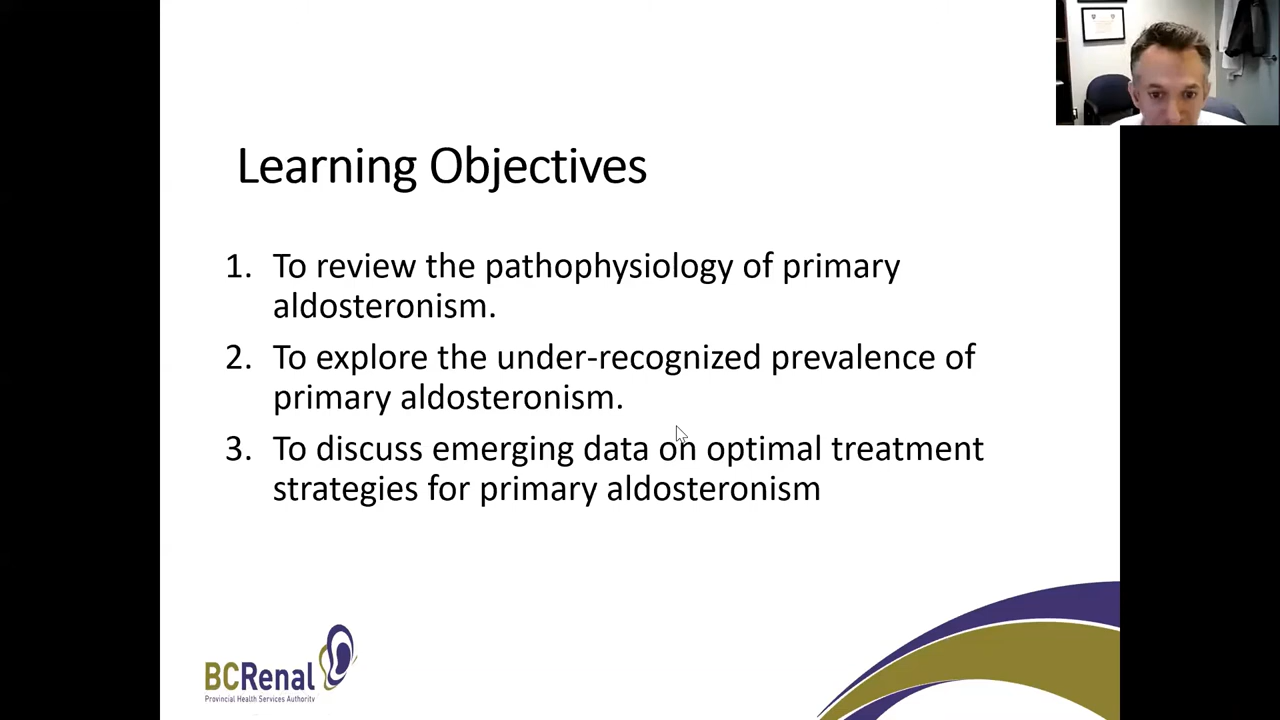 Learning Objectives
1. To review the pathophysiology of primary
aldosteronism.
2. To explore the under-recognized prevalence of
primary aldosteronism.
3. To discuss emerging data on optimal treatment
strategies for primary aldosteronism
BCRenal
Provincial Health Services Authority